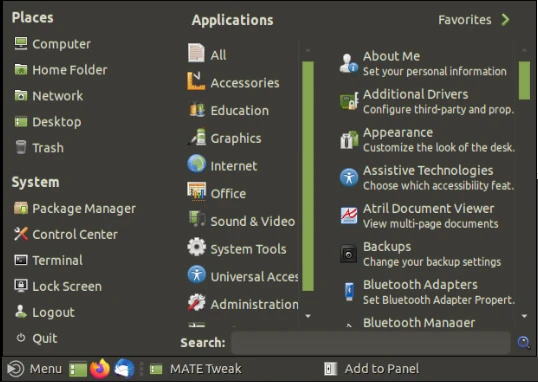 Places
Computer
Home Folder
Network
Desktop
Trash
System
Package Manager
Control Center
Terminal
Lock Screen
Logout
Quit
Applications
Favorites
All
Accessories
Education
Graphics
Internet
Office
Sound & Video
System Tools
Universal Acces
Administration
About Me
Set your personal information
Additional Drivers
Configure third-party and prop.
Appearance
Customize the look of the desk.
Assistive Technologies
Choose which accessibility feat.
Atril Document Viewer
View multi-page documents
Backups
Change your backup settings
Bluetooth Adapters
Set Bluetooth Adapter Propert.
Bluetooth Manager
Search:
Menu
MATE Tweak
Add to Panel